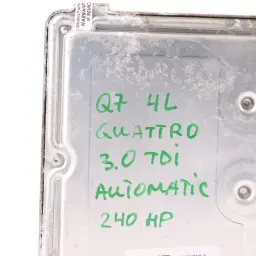 Q7 4L
QUATTRO
3.0 TDi
AUTOMATIC
240 HP